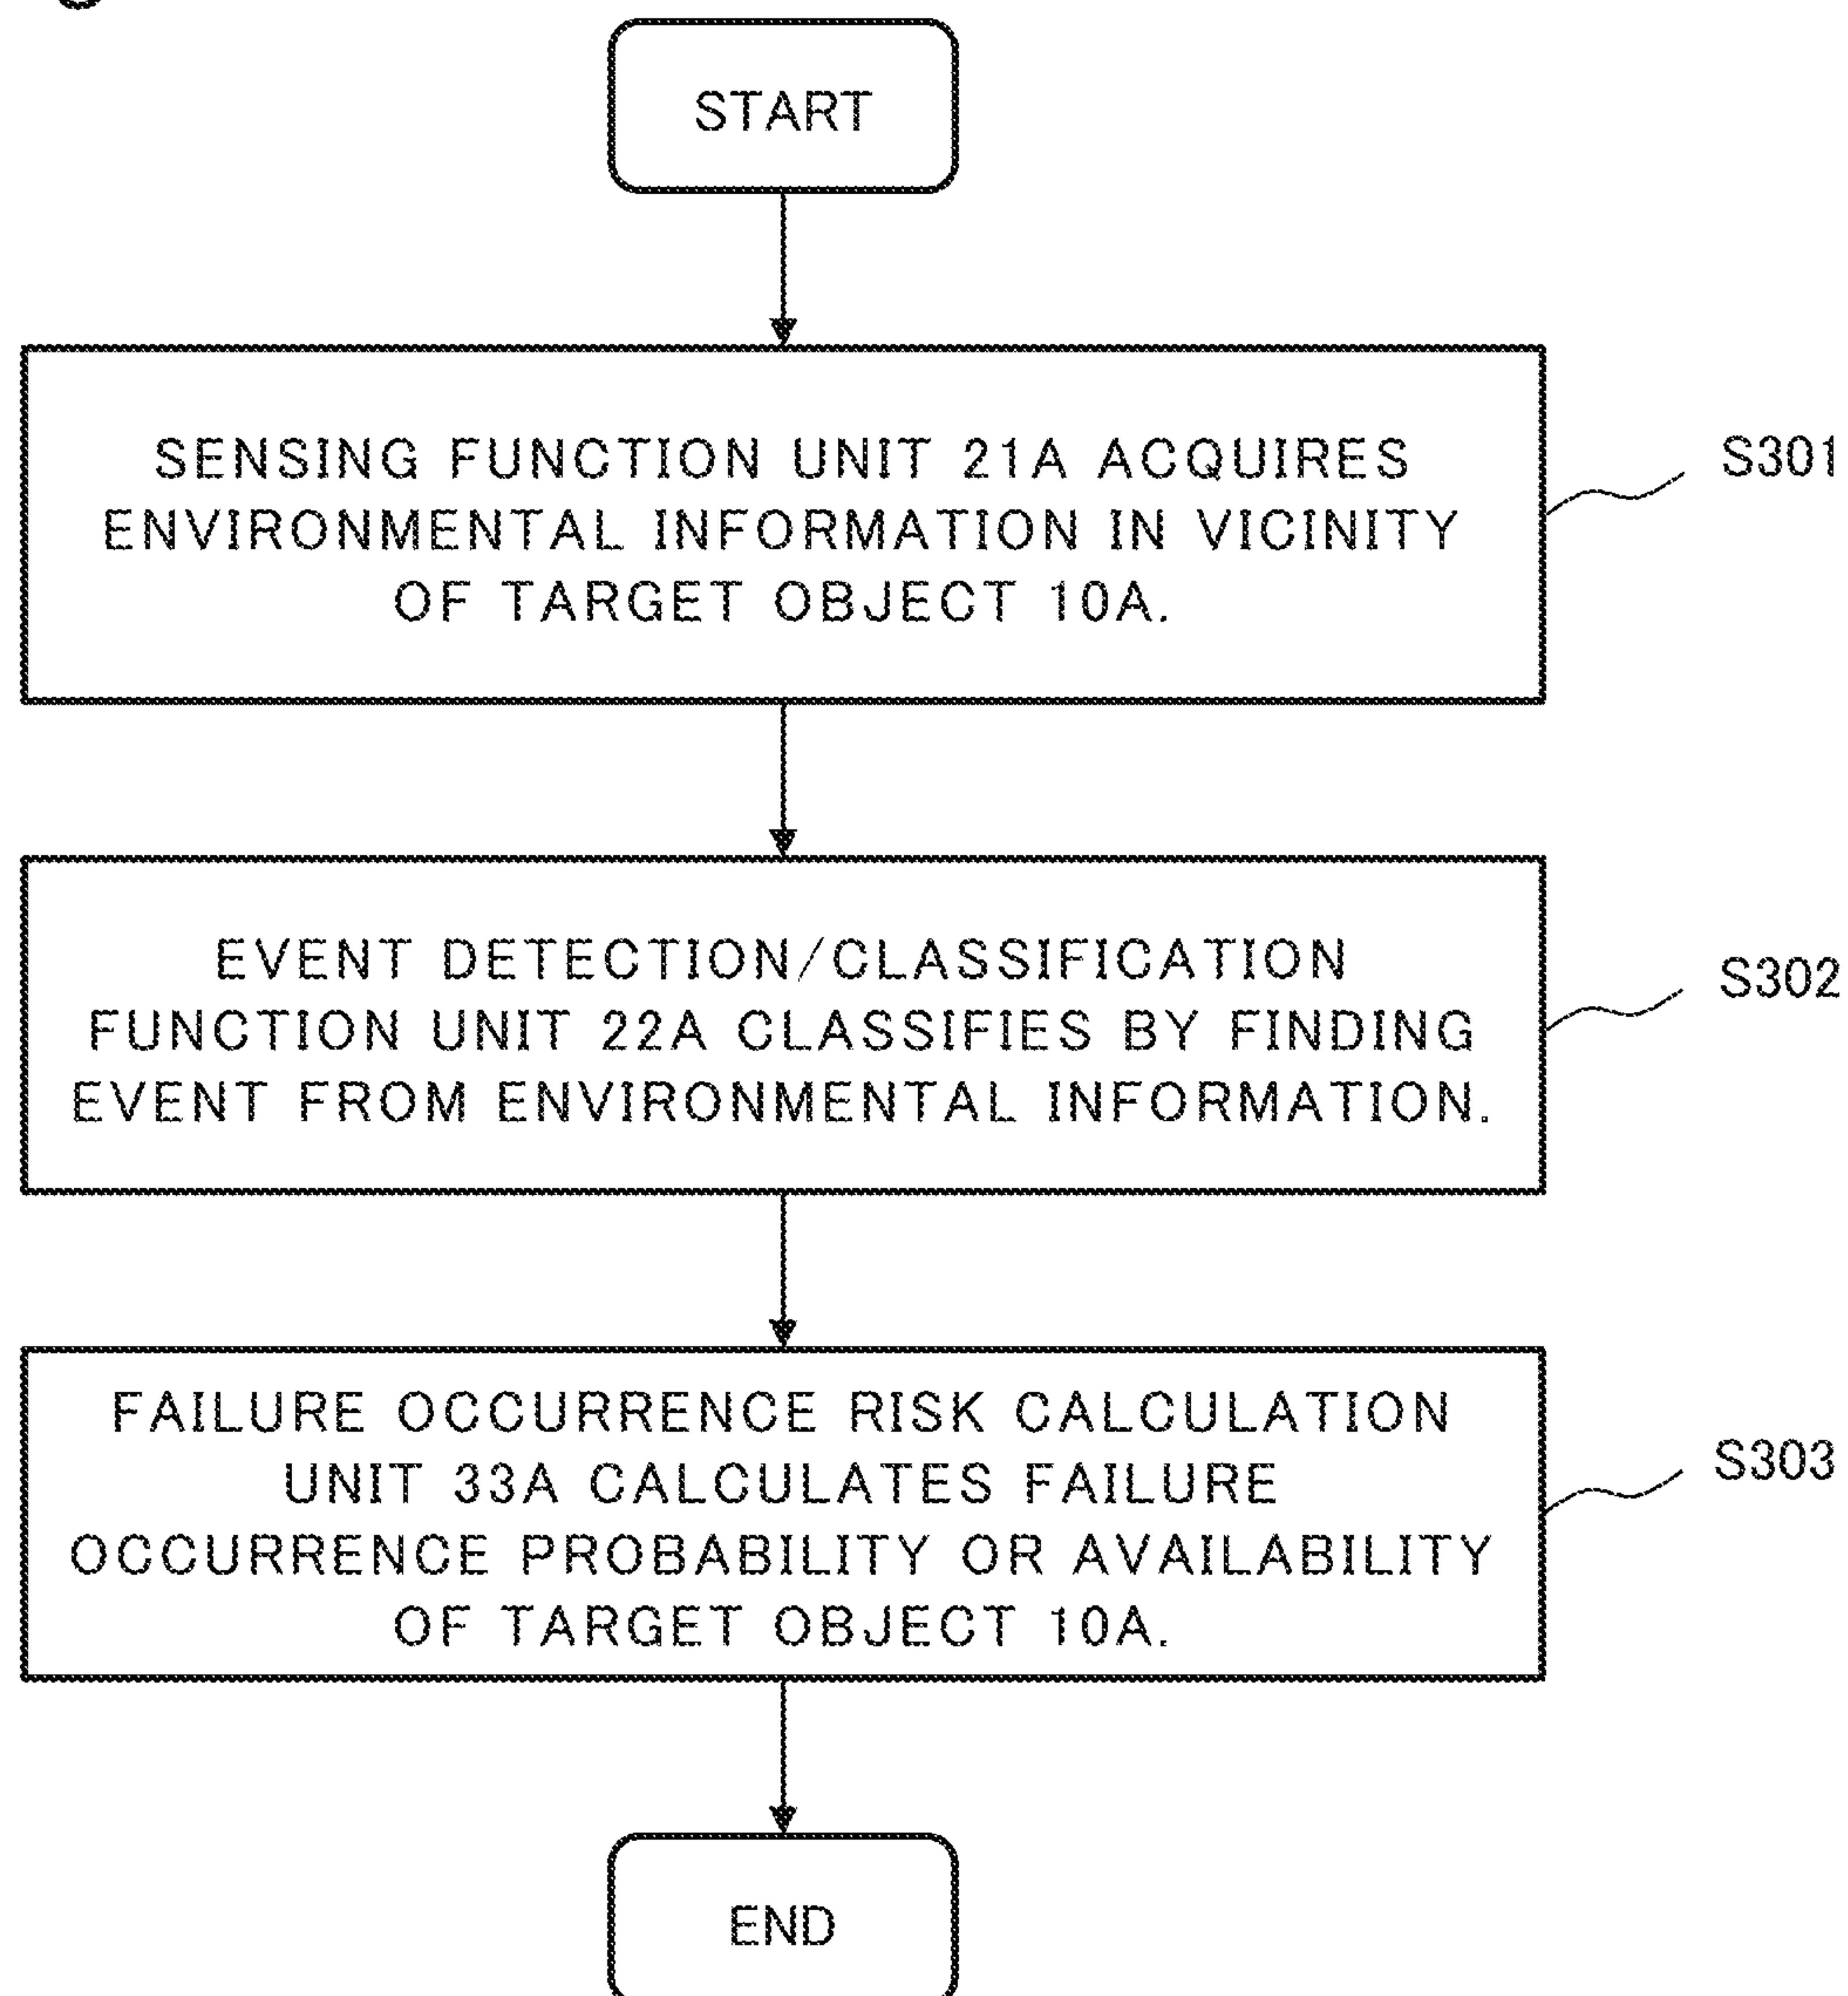 START
SENSING FUNCTION UNIT 21A ACQUIRES
ENVIRONMENTAL INFORMATION IN VICINITY
OF TARGET OBJECT 10A.
S301
EVENT DETECTION/CLASSIFICATION
FUNCTION UNIT 22A CLASSIFIES BY FINDING
EVENT FROM ENVIRONMENTAL INFORMATION.
S302
FAILURE OCCURRENCE RISK CALCULATION
UNIT 33A CALCULATES FAILURE
OCCURRENCE PROBABILITY OR AVAILABILITY
OF TARGET OBJECT 10A.
S303
END